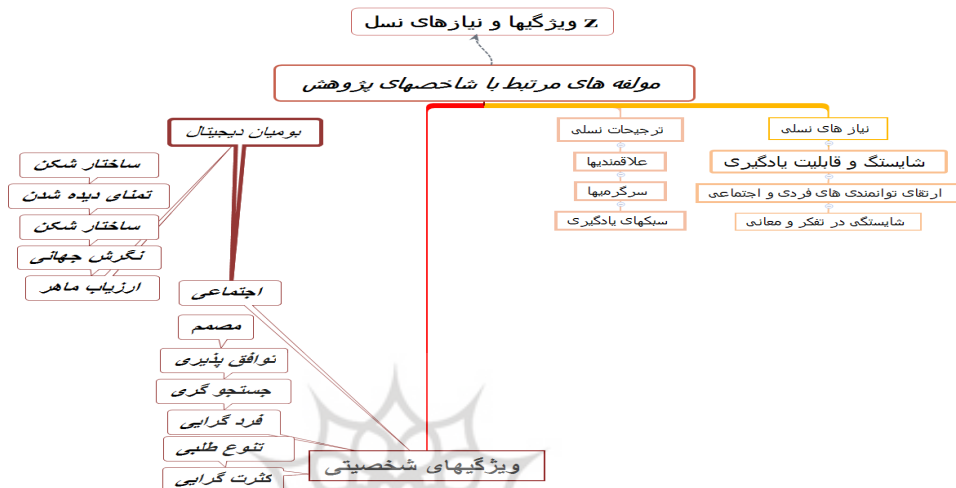 z ویژگیها و نیازهای نسل
مولفه های مرتبط با شاخصهای پژوهش
نیاز های نسلی
شایستگ و قابلیت یادگیری
ارتقای توانمندی های فردی و اجتماعی
شایستگی در تفکر و معانی
ترجیحات نسلی
علاقمندیها
سرگرمیها
سبکهای یادگیری
بومیان دیجیتال
ساختار شکن
تمنای دیده شدن
ساختار شکن
نگرش جهانی
ارزیاب ماهر
اجتماعی
مصمم
توافق پذیری
جستجو گری
فرد گرایی
تنوع طلبی
کثرت گرایی
ویژگیهای شخصیتی